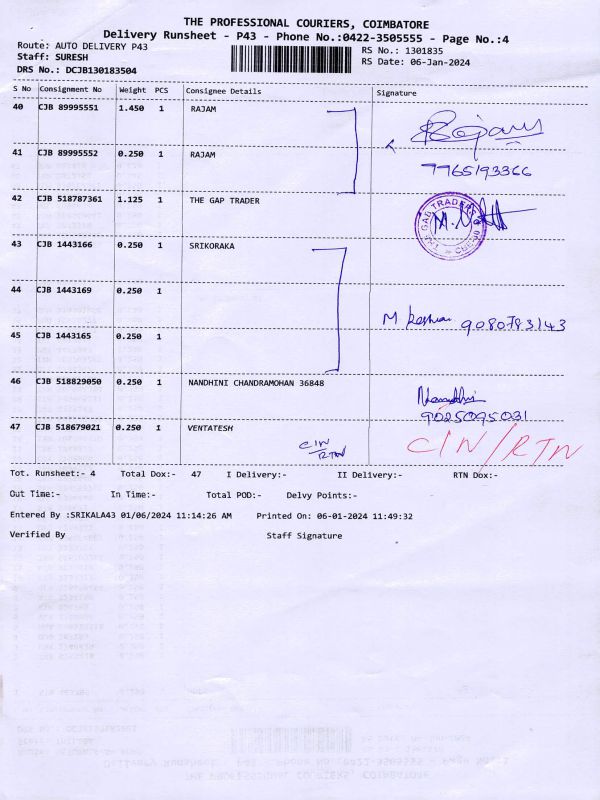 THE PROFESSIONAL COURIERS, COIMBATORE
Delivery Runsheet - P43 - Phone No.:0422-3505555 - Page No.:4
Route: AUTO DELIVERY P43
RS No.: 1301835
Staff: SURESH
RS Date: 06-Jan-2024
DRS No.: DCJB130183504
S No Consignment No Weight PCS Consignee Details Signature
40 CJB 89995551 1.450 1 RAJAM
41 CJB 89995552 0.250 1 RAJAM
7765193366
42 CJB 518787361 1.125 1 THE GAP TRADER
43 CJB 1443166 0.250 1 SRIKORAKA
44 CJB 1443169 0.250 1
M 9080783143
45 CJB 1443165 0.250 1
46 CJB 518829050 0.250 1 NANDHINI CHANDRAMOHAN 36848
9025095031
47 CJB 518679021 0.250 1 VENTATESH
C/N/RTN
C/N
RTN
Tot. Runsheet:- 4 Total Dox:- 47 I Delivery:- II Delivery:- RTN Dox:-
Out Time:- In Time:- Total POD:- Delvy Points:-
Entered By :SRIKALA43 01/06/2024 11:14:26 AM Printed On: 06-01-2024 11:49:32
Verified By Staff Signature